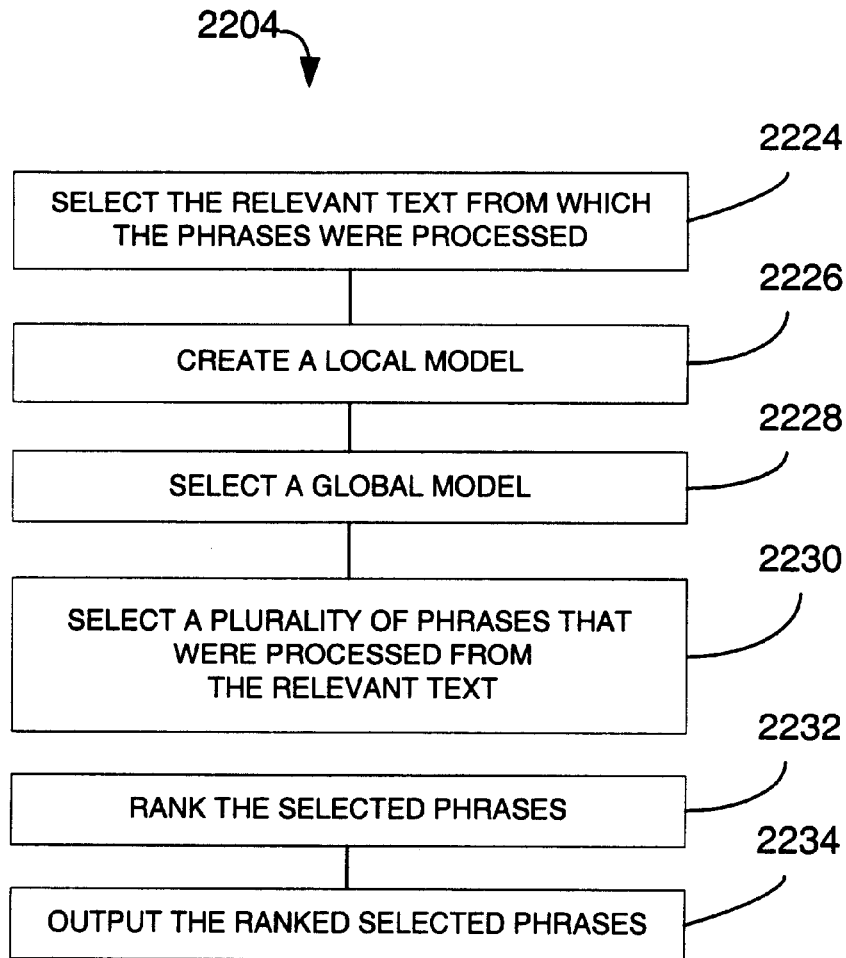 2204
2224
SELECT THE RELEVANT TEXT FROM WHICH
THE PHRASES WERE PROCESSED
2226
CREATE A LOCAL MODEL
2228
SELECT A GLOBAL MODEL
2230
SELECT A PLURALITY OF PHRASES THAT
WERE PROCESSED FROM
THE RELEVANT TEXT
2232
RANK THE SELECTED PHRASES
2234
OUTPUT THE RANKED SELECTED PHRASES